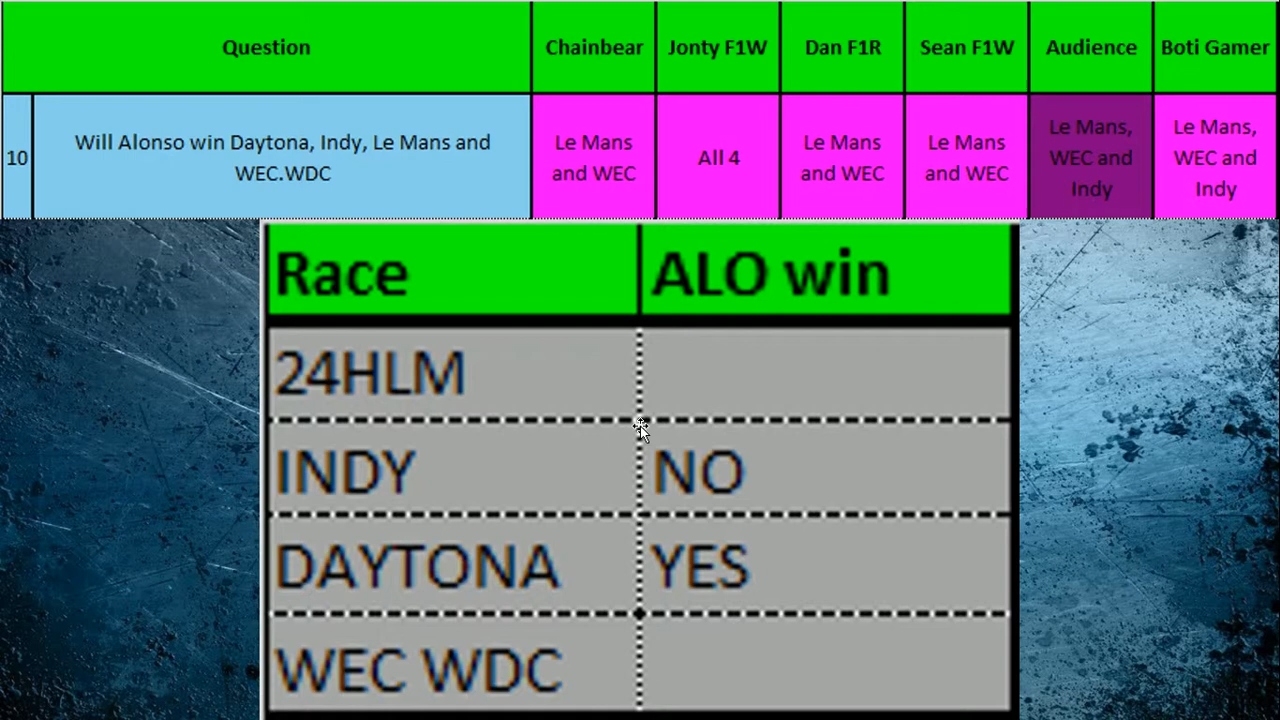 Question Chainbear Jonty F1W Dan F1R Sean F1W Audience Boti Gamer
10
Will Alonso win Daytona, Indy, Le Mans and
WEC.WDC
Le Mans
and WEC
All 4
Le Mans
and WEC
Le Mans
and WEC
Le Mans,
WEC and
Indy
Le Mans,
WEC and
Indy
Race ALO win
24HLM
INDY NO
DAYTONA YES
WEC WDC